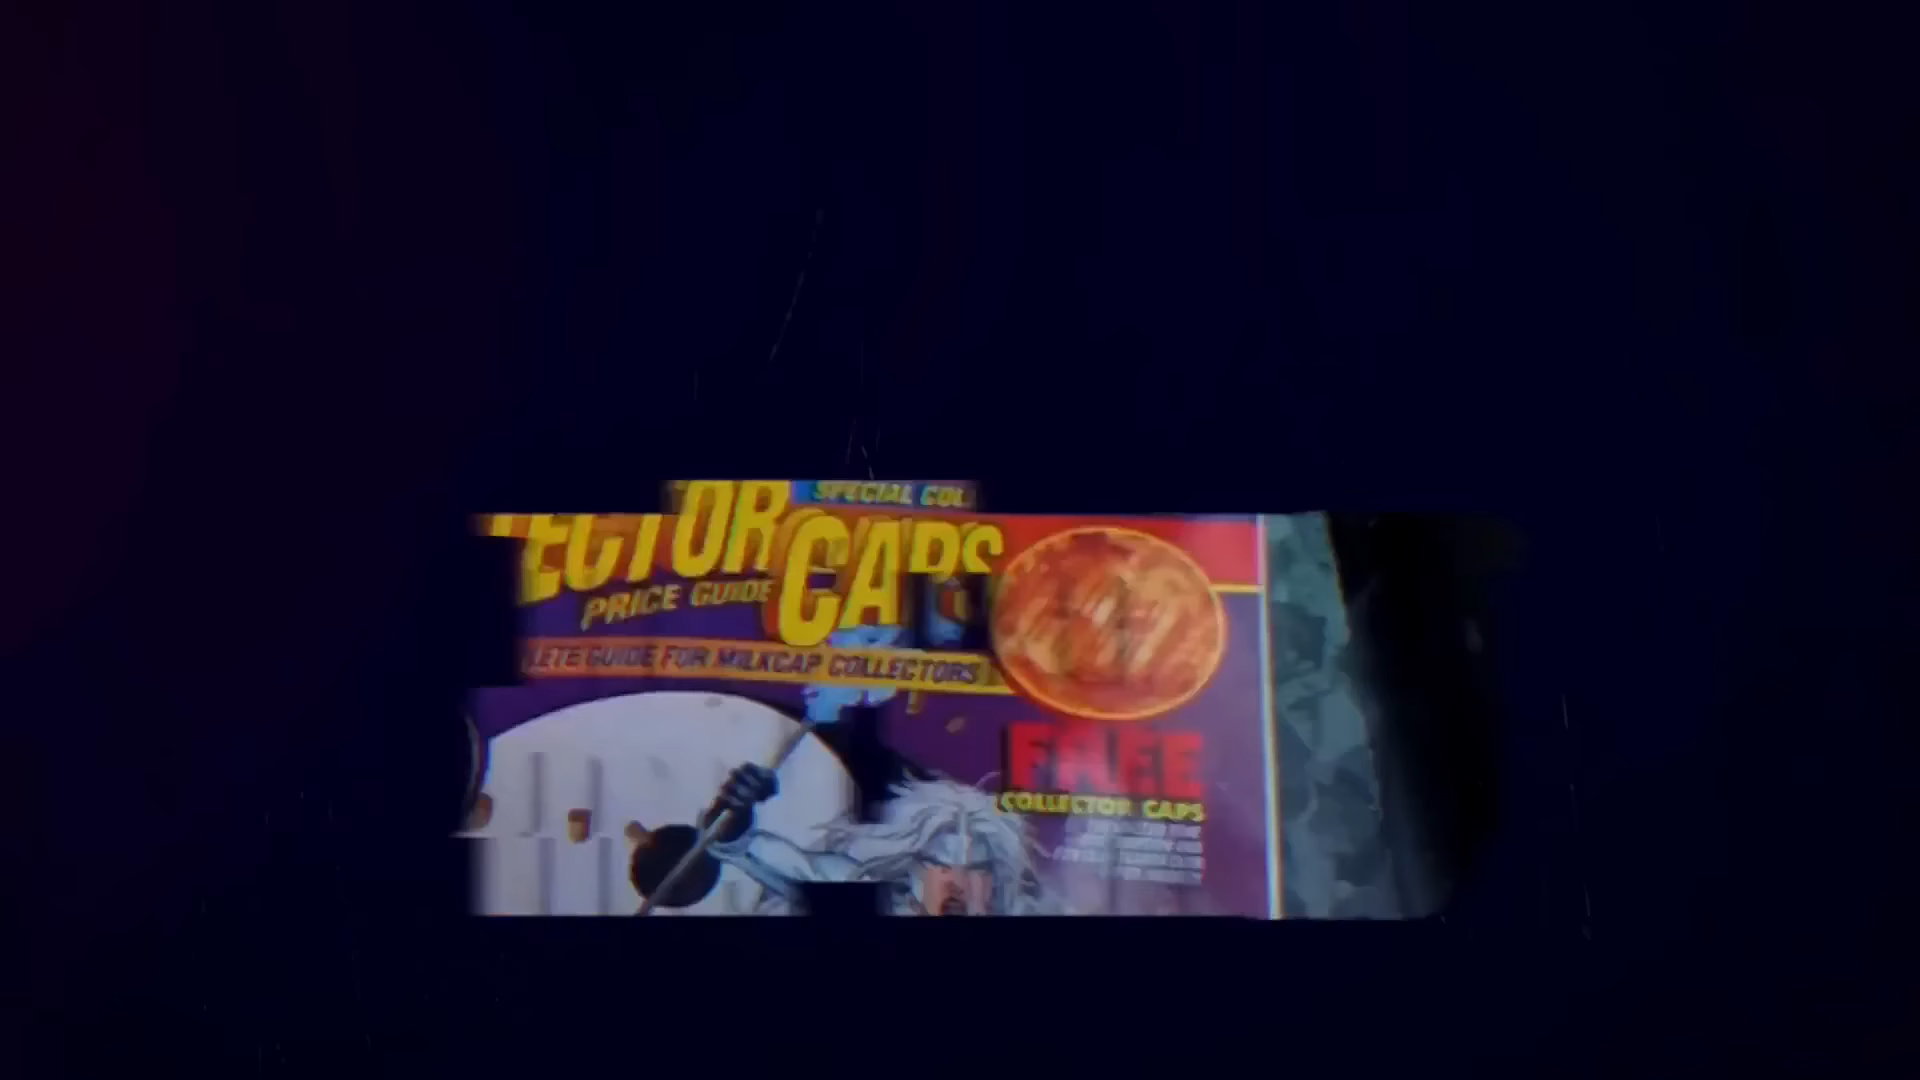 SPECIAL COL
ECTOR
CAPS
PRICE GUIDE
LETE GUIDE FOR MILKCAP COLLECTORS
FREE
COLLECTOR CAPS